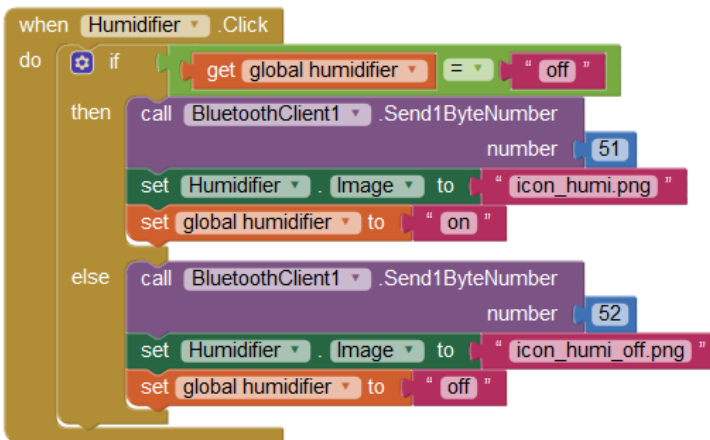 when Humidifier .Click
do if get global humidifier = " off "
then call BluetoothClient1 .Send1ByteNumber
number 51
set Humidifier . Image to " icon_humi.png "
set global humidifier to " on "
else call BluetoothClient1 .Send1ByteNumber
number 52
set Humidifier . Image to " icon_humi_off.png "
set global humidifier to " off "